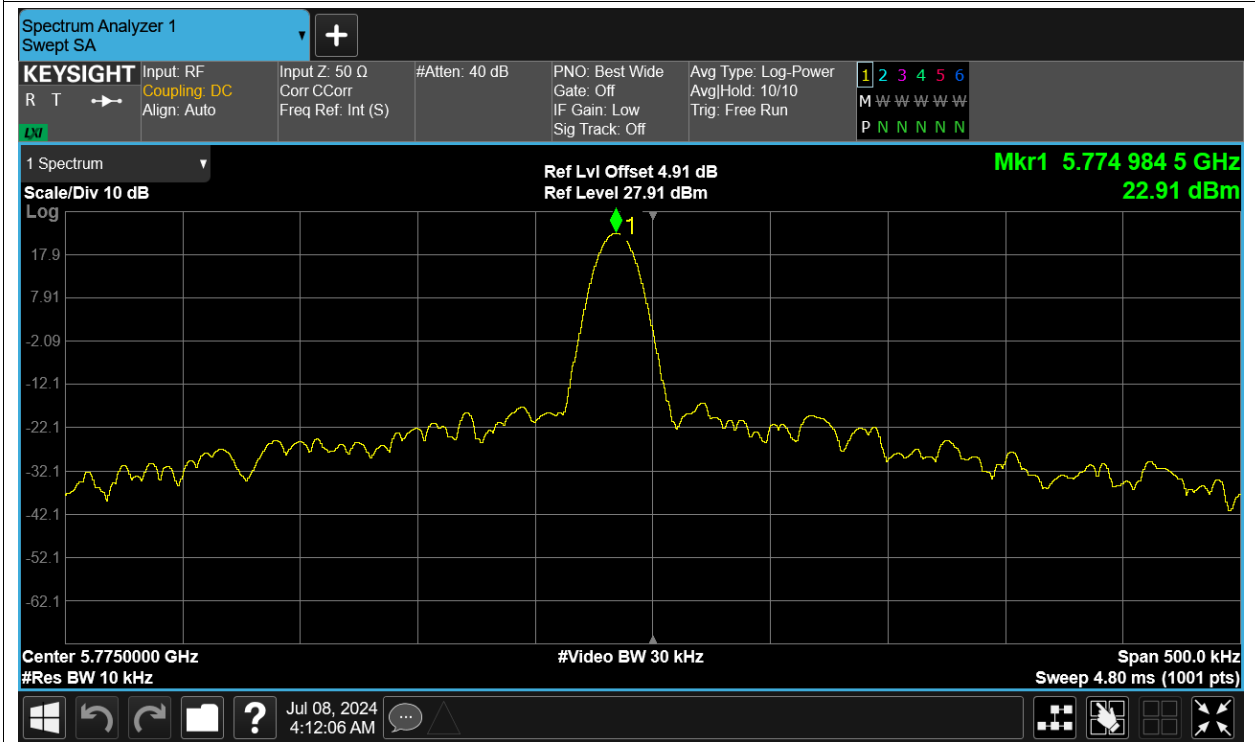 Spectrum Analyzer 1
Swept SA
KEYSIGHT
R T
LXI
Input: RF
Coupling: DC
Align: Auto
Input Z: 50 Ω
Corr CCorr
Freq Ref: Int (S)
#Atten: 40 dB
PNO: Best Wide
Gate: Off
IF Gain: Low
Sig Track: Off
Avg Type: Log-Power
Avg|Hold: 10/10
Trig: Free Run
1 2 3 4 5 6
M W W W W W
P N N N N N
1 Spectrum
Scale/Div 10 dB
Log
Ref Lvl Offset 4.91 dB
Ref Level 27.91 dBm
Mkr1 5.774 984 5 GHz
22.91 dBm
1
17.9
7.91
-2.09
-12.1
-22.1
-32.1
-42.1
-52.1
-62.1
Center 5.7750000 GHz
#Res BW 10 kHz
#Video BW 30 kHz
Span 500.0 kHz
Sweep 4.80 ms (1001 pts)
?
Jul 08, 2024
4:12:06 AM